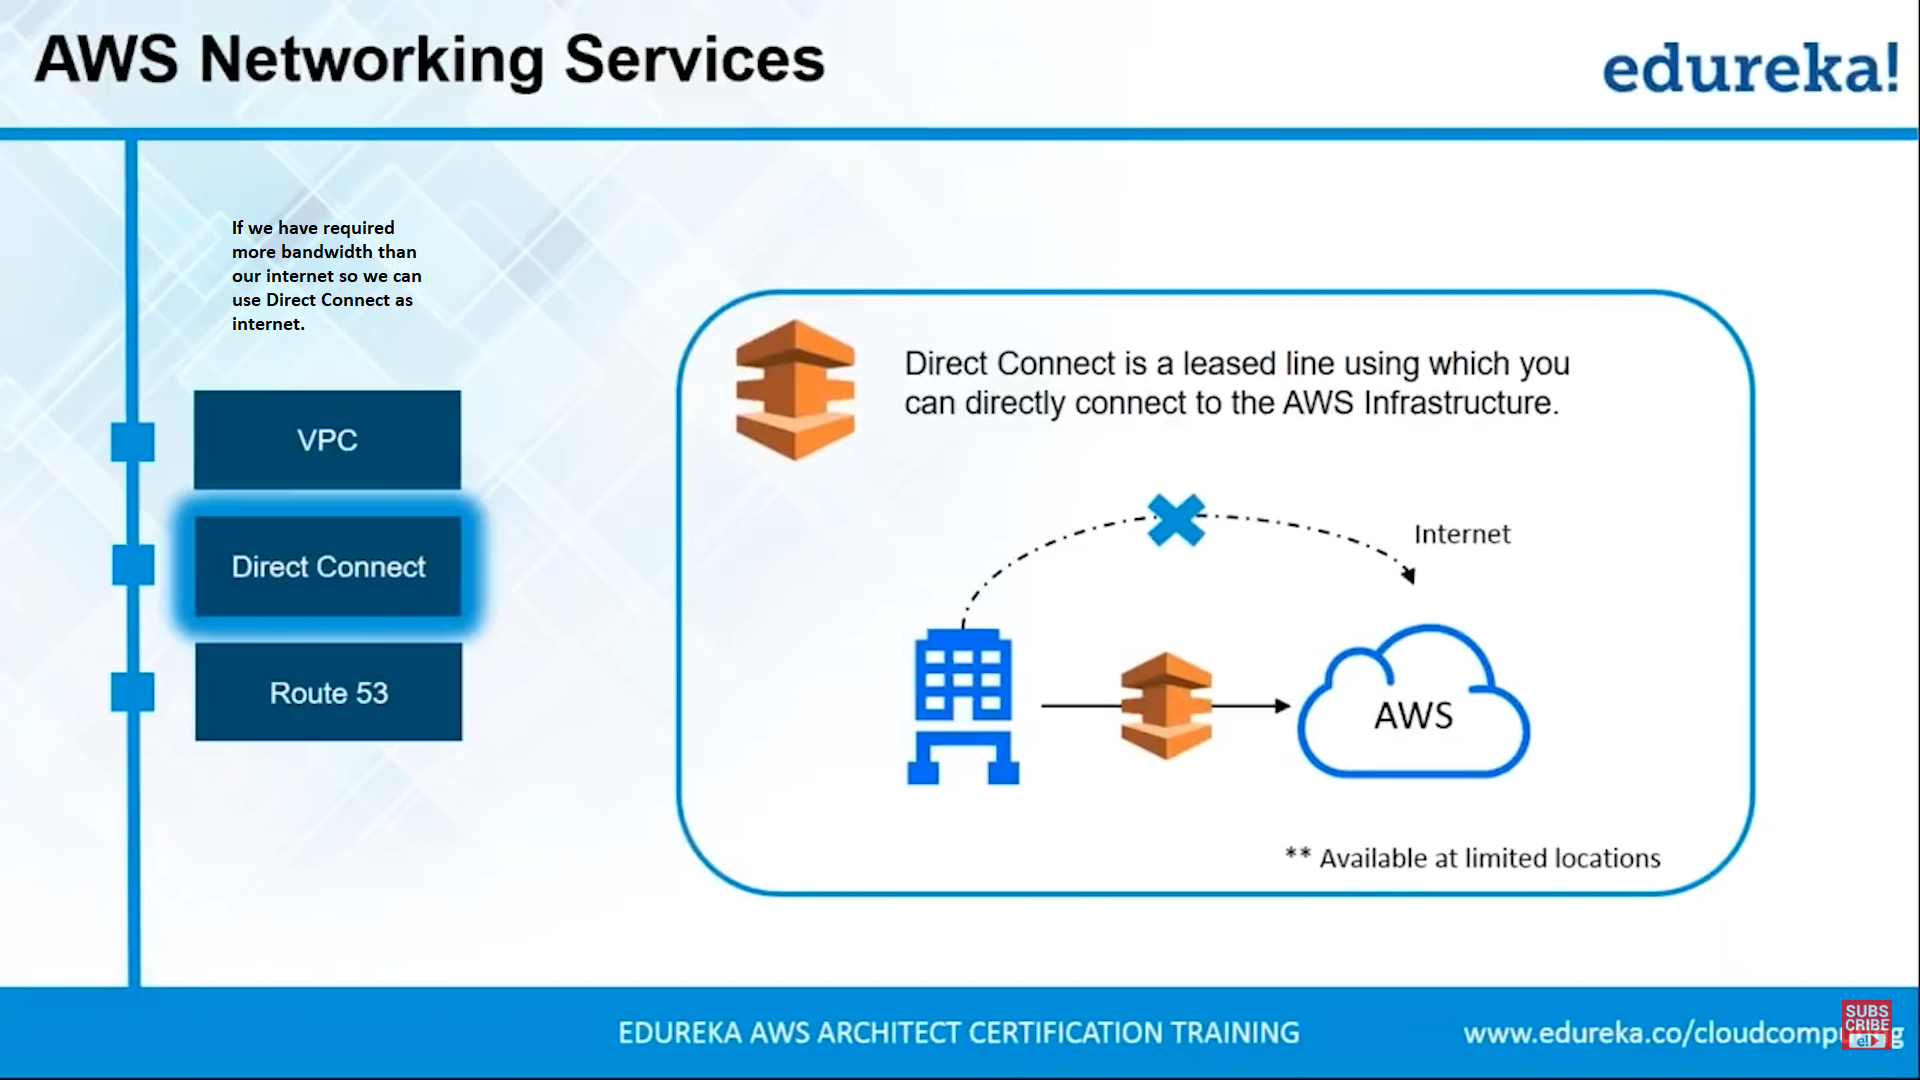 AWS Networking Services
edureka!
If we have required
more bandwidth than
our internet so we can
use Direct Connect as
internet.
VPC
Direct Connect
Route 53
Direct Connect is a leased line using which you
can directly connect to the AWS Infrastructure.
Internet
AWS
** Available at limited locations
EDUREKA AWS ARCHITECT CERTIFICATION TRAINING
www.edureka.co/cloudcomp
SUBS
CRIBE
e!